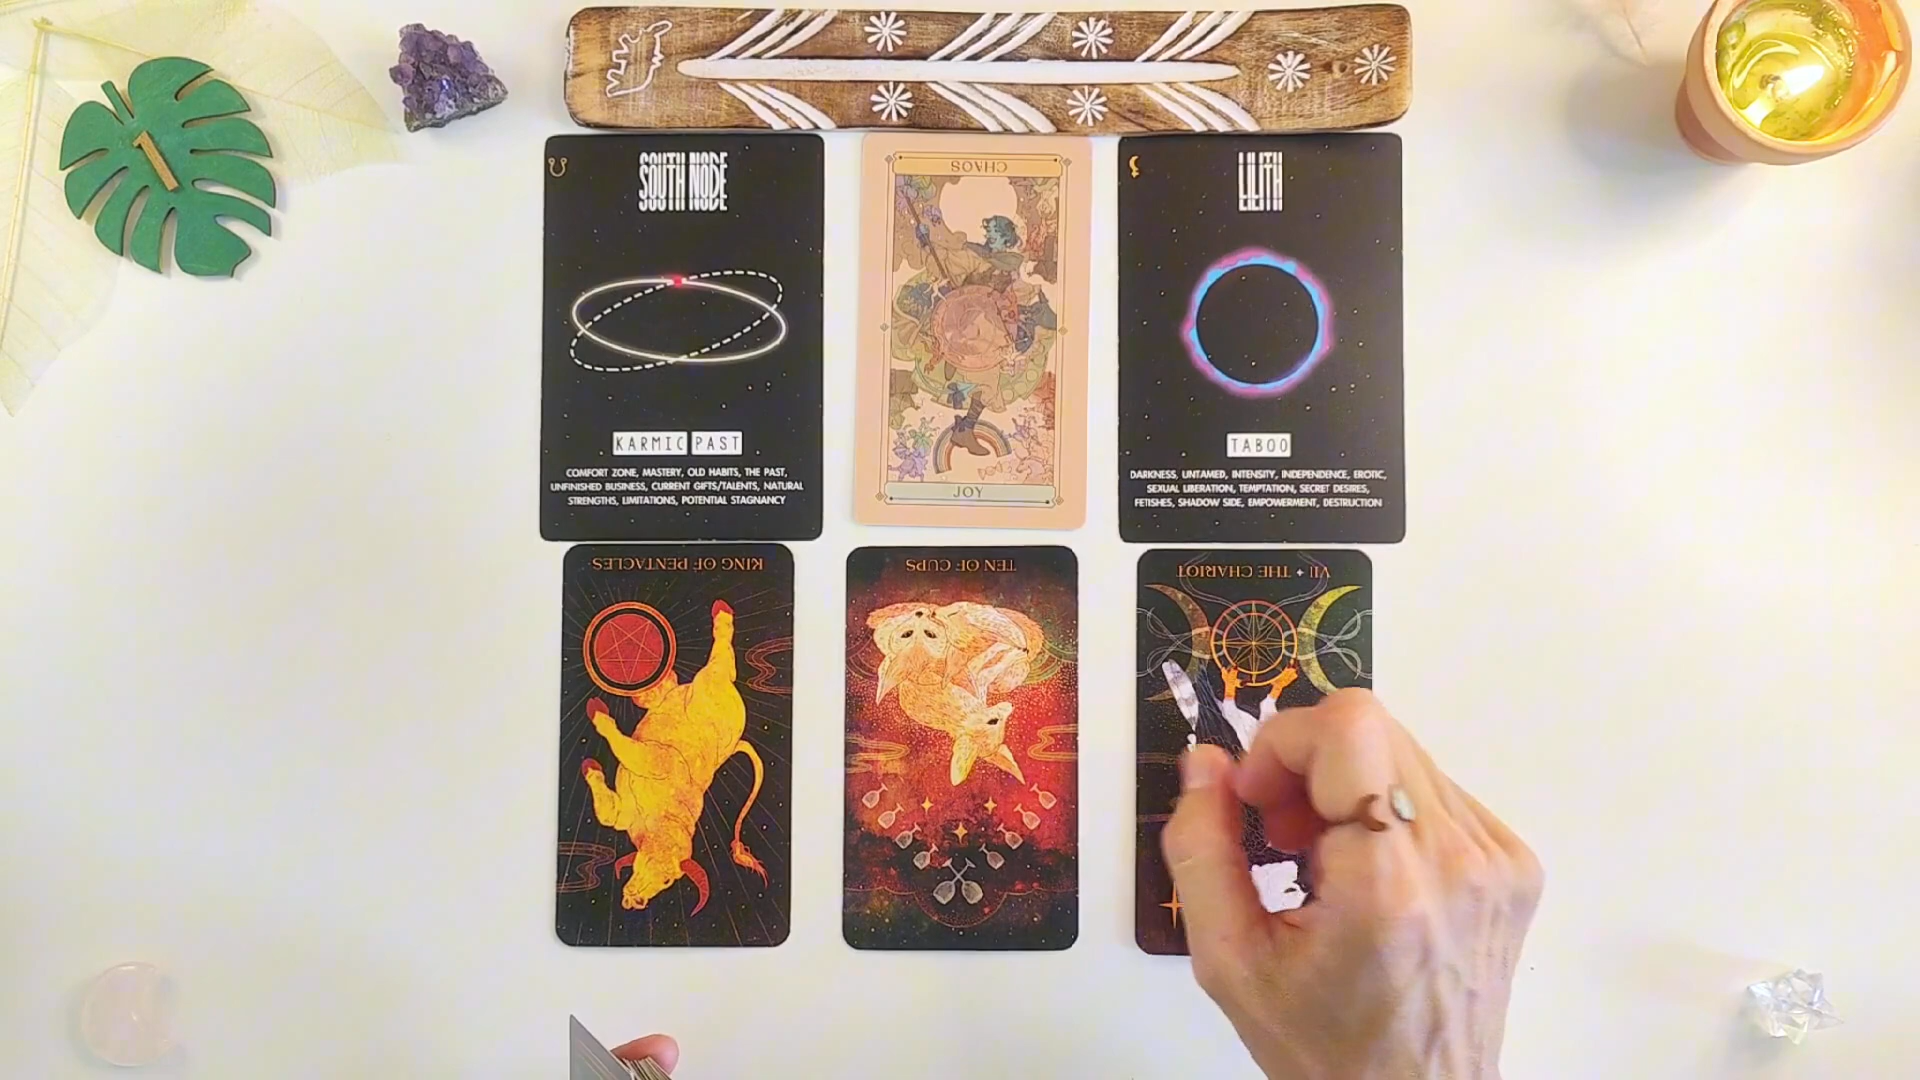 1
SOUTH NODE
KARMIC PAST
COMFORT ZONE, MASTERY, OLD HABITS, THE PAST,
UNFINISHED BUSINESS, CURRENT GIFTS/TALENTS, NATURAL
STRENGTHS, LIMITATIONS, POTENTIAL STAGNANCY
CHAOS
JOY
LILITH
TABOO
DARKNESS, UNTAMED, INTENSITY, INDEPENDENCE, EROTIC,
SEXUAL LIBERATION, TEMPTATION, SECRET DESIRES,
FETISHES, SHADOW SIDE, EMPOWERMENT, DESTRUCTION
KING OF PENTACLES
TEN OF CUPS
VII ✦ THE CHARIOT